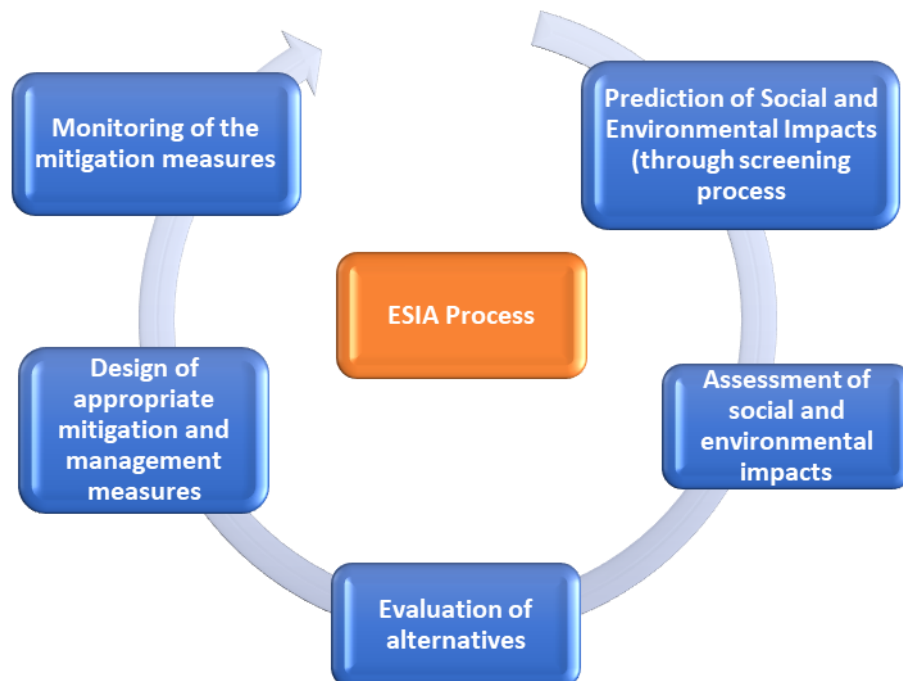 Prediction of Social and
Environmental Impacts
(through screening
process
Assessment of
social and
environmental
impacts
Evaluation of
alternatives
Design of
appropriate
mitigation and
management
measures
Monitoring of the
mitigation measures
ESIA Process